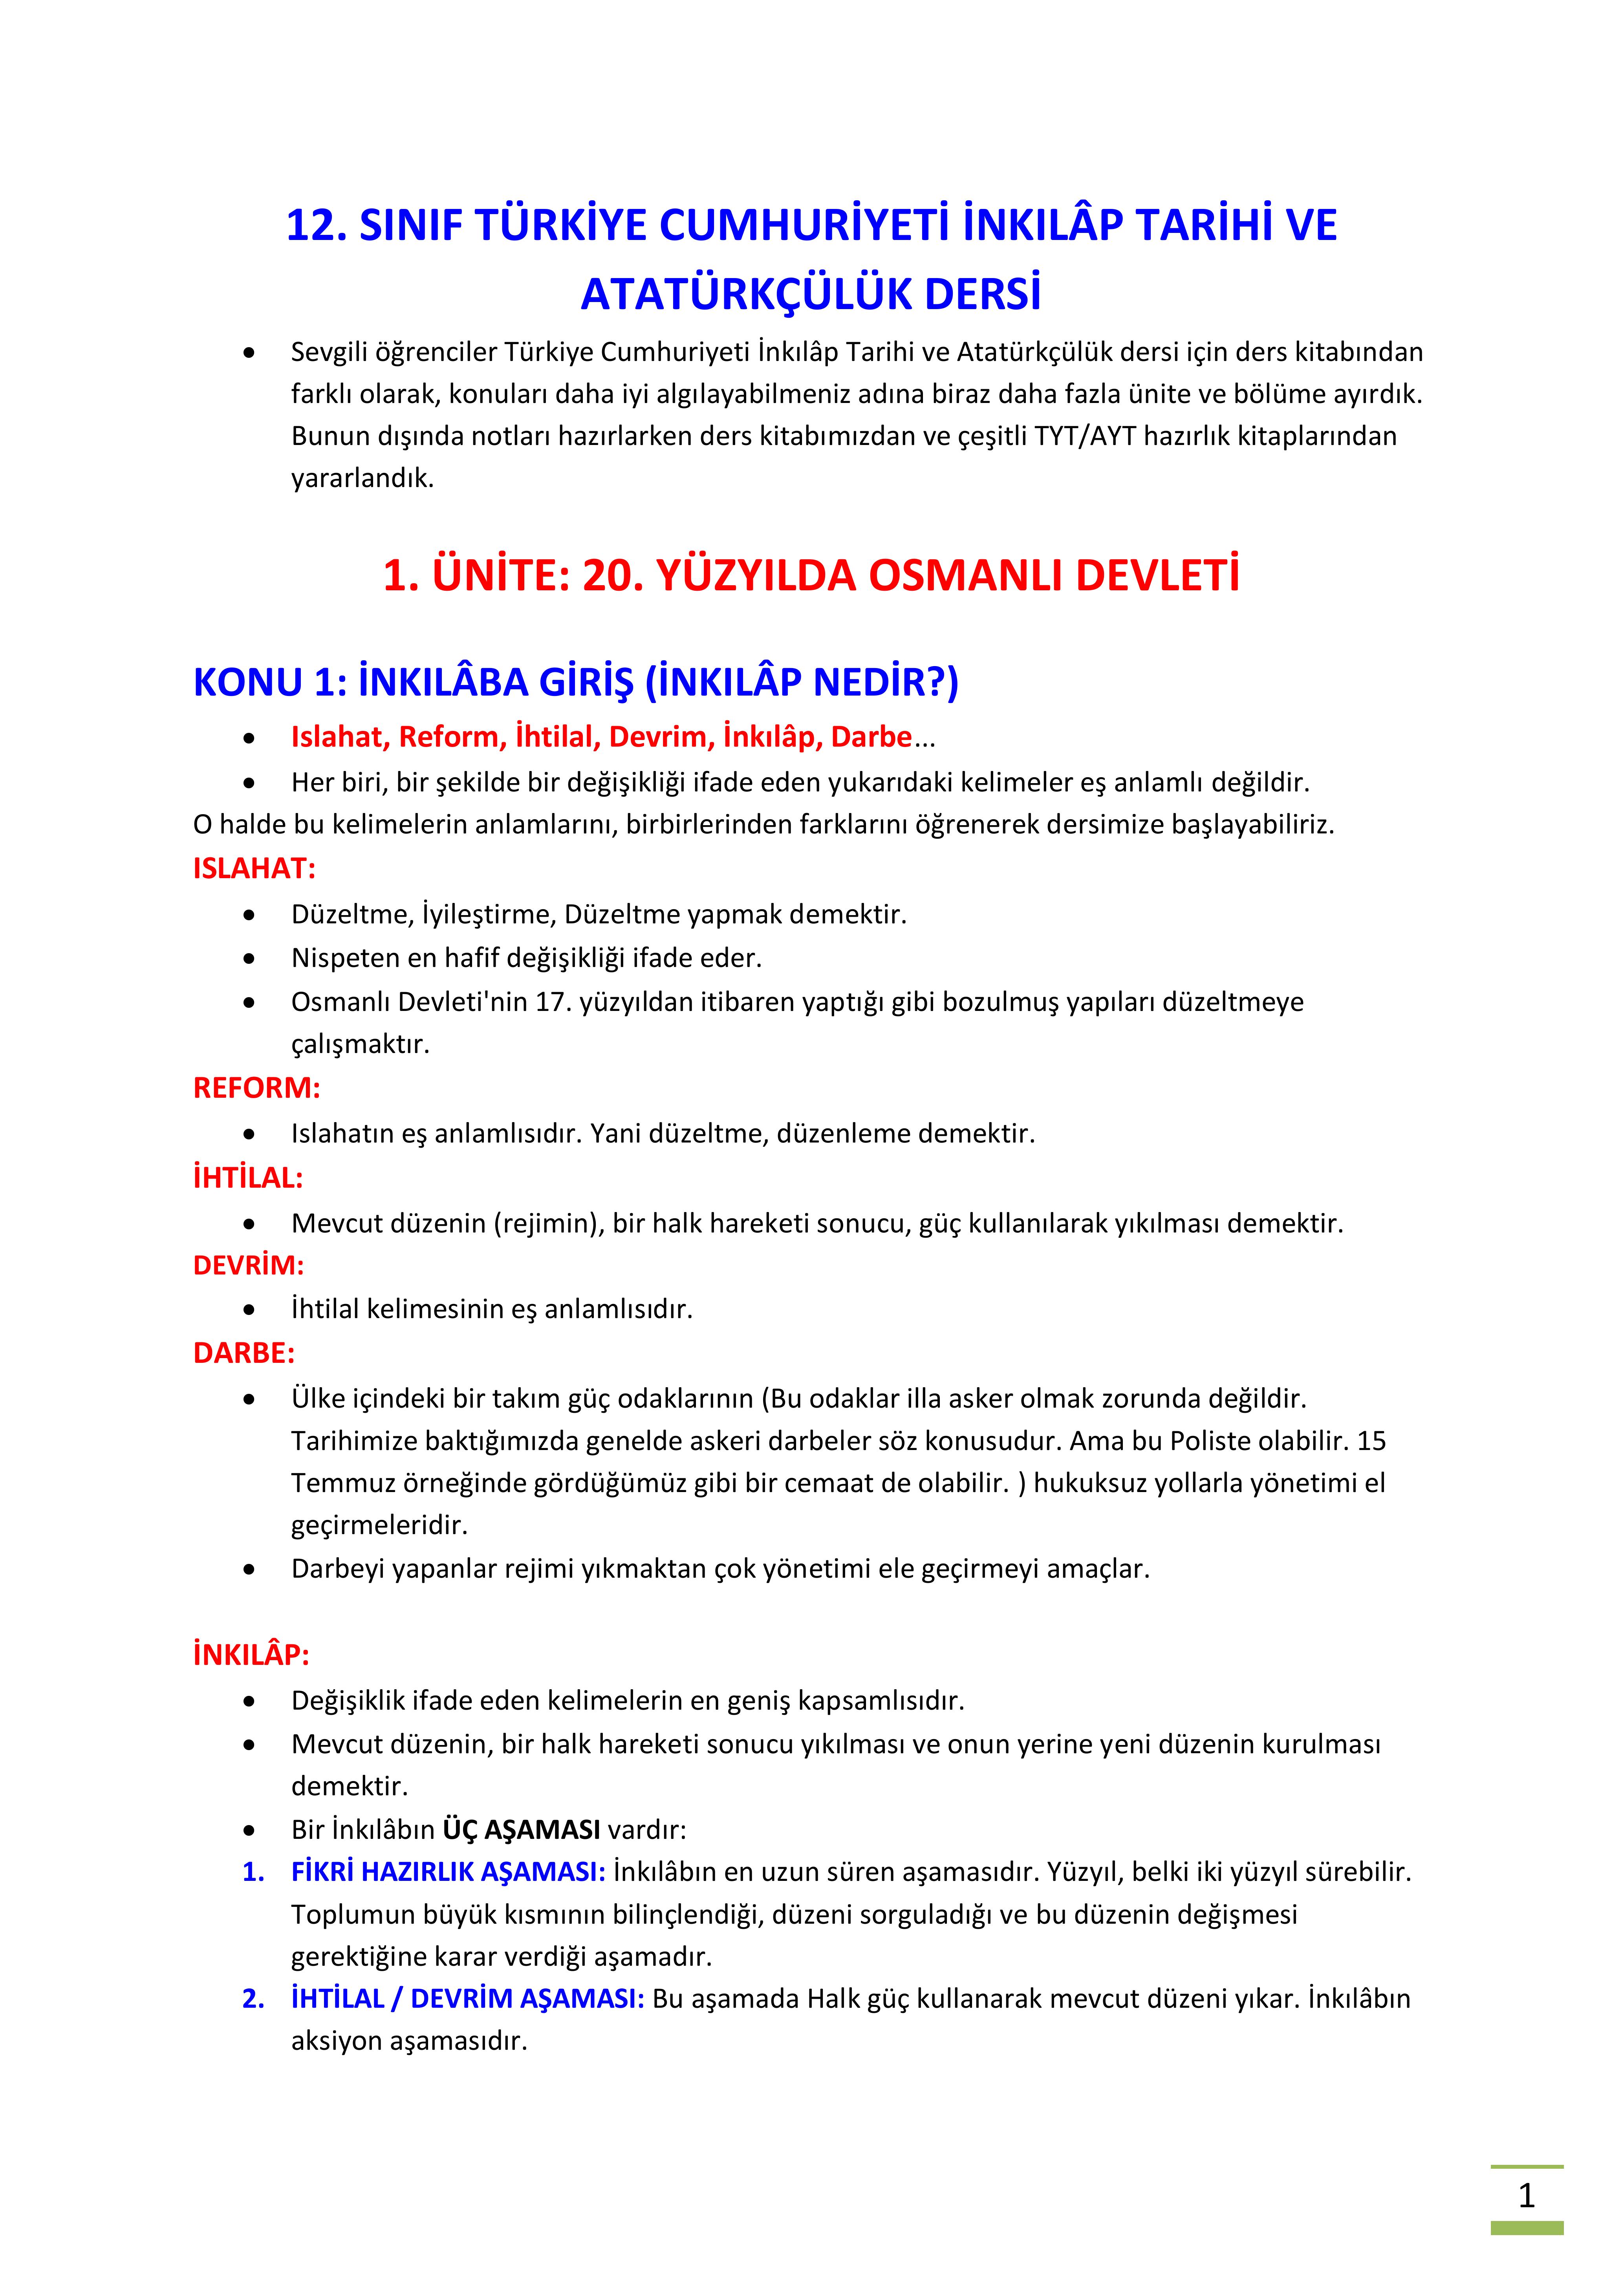 12. SINIF TÜRKİYE CUMHURİYETİ İNKILÂP TARİHİ VE
ATATÜRKÇÜLÜK DERSİ
• Sevgili öğrenciler Türkiye Cumhuriyeti İnkılâp Tarihi ve Atatürkçülük dersi için ders kitabından
farklı olarak, konuları daha iyi algılayabilmeniz adına biraz daha fazla ünite ve bölüme ayırdık.
Bunun dışında notları hazırlarken ders kitabımızdan ve çeşitli TYT/AYT hazırlık kitaplarından
yararlandık.
1. ÜNİTE: 20. YÜZYILDA OSMANLI DEVLETİ
KONU 1: İNKILÂBA GİRİŞ (İNKILÂP NEDİR?)
• Islahat, Reform, İhtilal, Devrim, İnkılâp, Darbe...
• Her biri, bir şekilde bir değişikliği ifade eden yukarıdaki kelimeler eş anlamlı değildir.
O halde bu kelimelerin anlamlarını, birbirlerinden farklarını öğrenerek dersimize başlayabiliriz.
ISLAHAT:
• Düzeltme, İyileştirme, Düzeltme yapmak demektir.
• Nispeten en hafif değişikliği ifade eder.
• Osmanlı Devleti'nin 17. yüzyıldan itibaren yaptığı gibi bozulmuş yapıları düzeltmeye
çalışmaktır.
REFORM:
• Islahatın eş anlamlısıdır. Yani düzeltme, düzenleme demektir.
İHTİLAL:
• Mevcut düzenin (rejimin), bir halk hareketi sonucu, güç kullanılarak yıkılması demektir.
DEVRİM:
• İhtilal kelimesinin eş anlamlısıdır.
DARBE:
• Ülke içindeki bir takım güç odaklarının (Bu odaklar illa asker olmak zorunda değildir.
Tarihimize baktığımızda genelde askeri darbeler söz konusudur. Ama bu Poliste olabilir. 15
Temmuz örneğinde gördüğümüz gibi bir cemaat de olabilir. ) hukuksuz yollarla yönetimi el
geçirmeleridir.
• Darbeyi yapanlar rejimi yıkmaktan çok yönetimi ele geçirmeyi amaçlar.
İNKILÂP:
• Değişiklik ifade eden kelimelerin en geniş kapsamlısıdır.
• Mevcut düzenin, bir halk hareketi sonucu yıkılması ve onun yerine yeni düzenin kurulması
demektir.
• Bir İnkılâbın ÜÇ AŞAMASI vardır:
1. FİKRİ HAZIRLIK AŞAMASI: İnkılâbın en uzun süren aşamasıdır. Yüzyıl, belki iki yüzyıl sürebilir.
Toplumun büyük kısmının bilinçlendiği, düzeni sorguladığı ve bu düzenin değişmesi
gerektiğine karar verdiği aşamadır.
2. İHTİLAL / DEVRİM AŞAMASI: Bu aşamada Halk güç kullanarak mevcut düzeni yıkar. İnkılâbın
aksiyon aşamasıdır.
1